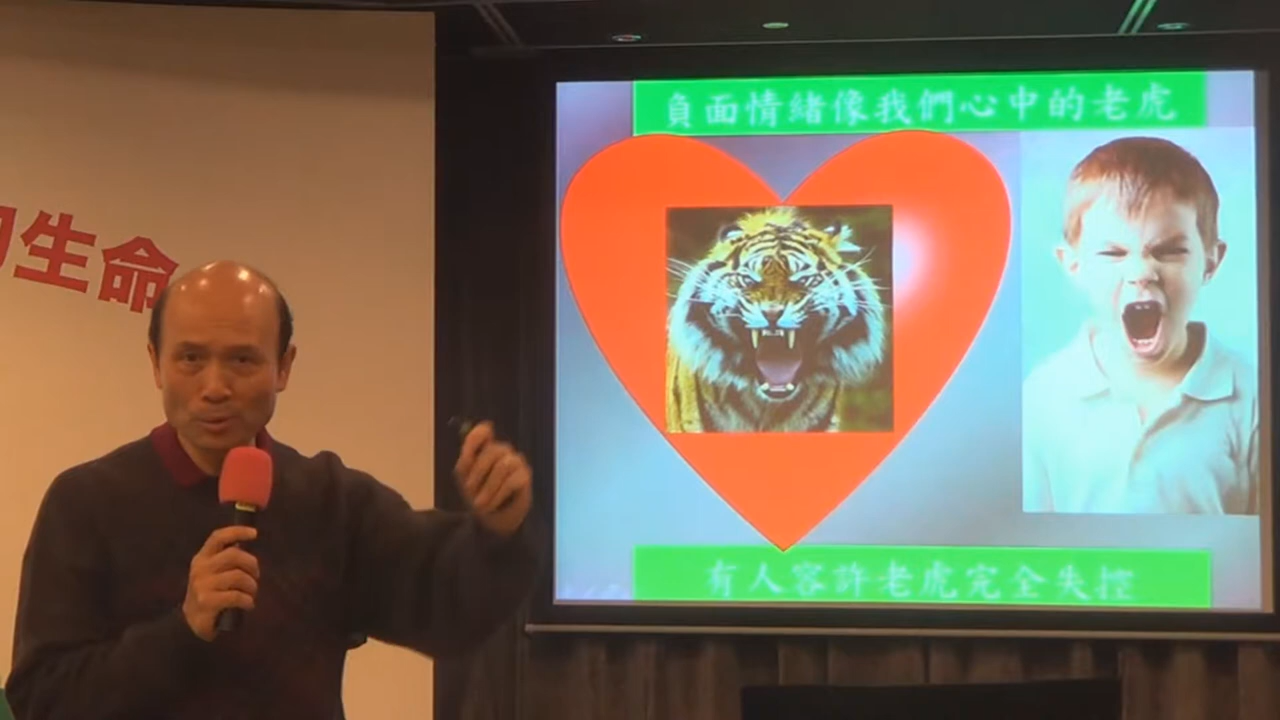 生命
負面情緒像我們心中的老虎
有人容許老虎完全失控